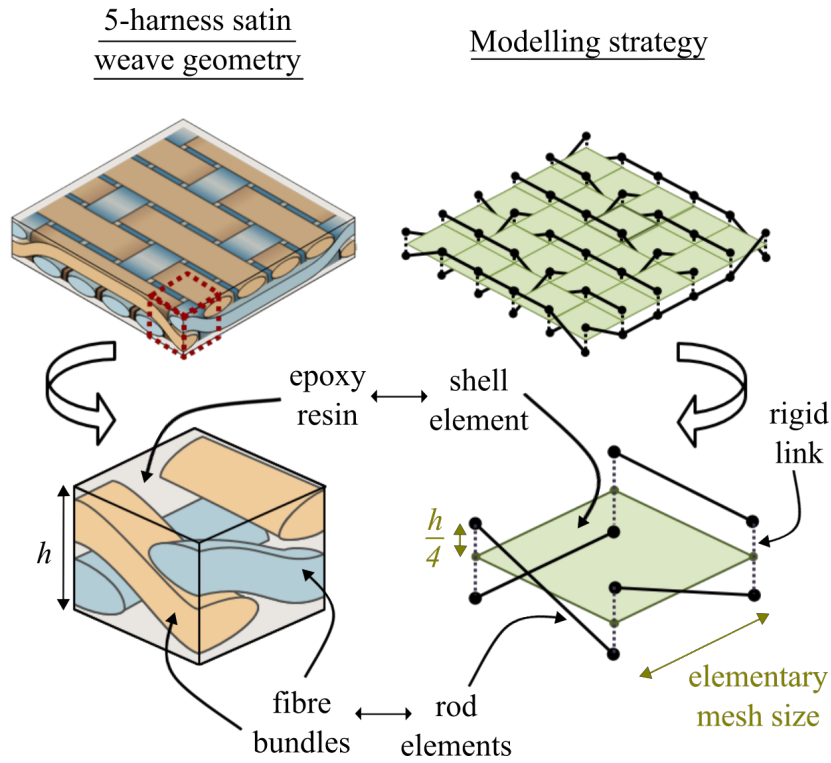 5-harness satin
weave geometry
Modelling strategy
epoxy
resin
shell
element
rigid
link
h
h
4
fibre
bundles
rod
elements
elementary
mesh size